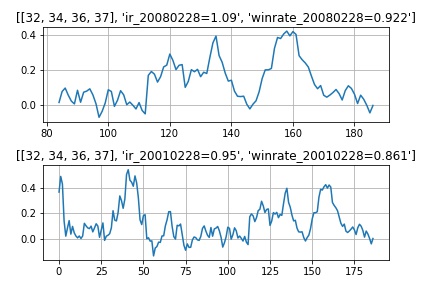 [[32, 34, 36, 37], 'ir_20080228=1.09', 'winrate_20080228=0.922']
0.4
0.2
0.0
80 100 120 140 160 180
[[32, 34, 36, 37], 'ir_20010228=0.95', 'winrate_20010228=0.861']
0.4
0.2
0.0
0 25 50 75 100 125 150 175